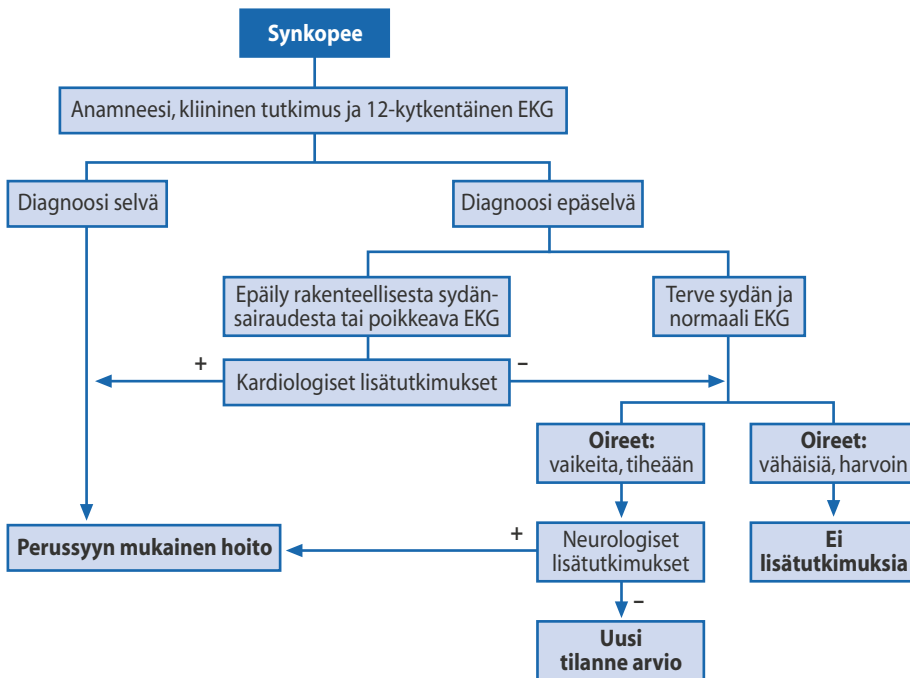 Synkopee
Anamneesi, kliininen tutkimus ja 12-kytkentäinen EKG
Diagnoosi selvä
Diagnoosi epäselvä
Epäily rakenteellisesta sydän-
sairaudesta tai poikkeava EKG
Terve sydän ja
normaali EKG
+
Kardiologiset lisätutkimukset
–
Oireet:
vaikeita, tiheään
Oireet:
vähäisiä, harvoin
Perussyyn mukainen hoito
+
Neurologiset
lisätutkimukset
Ei
lisätutkimuksia
–
Uusi
tilanne arvio